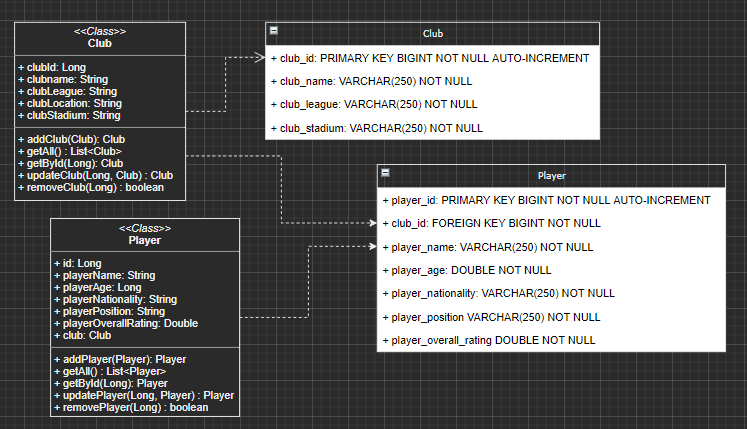 <<Class>>
Club
+ clubId: Long
+ clubname: String
+ clubLeague: String
+ clubLocation: String
+ clubStadium: String
+ addClub(Club): Club
+ getAll() : List<Club>
+ getById(Long): Club
+ updateClub(Long, Club) : Club
+ removeClub(Long) : boolean
Club
+ club_id: PRIMARY KEY BIGINT NOT NULL AUTO-INCREMENT
+ club_name: VARCHAR(250) NOT NULL
+ club_league: VARCHAR(250) NOT NULL
+ club_stadium: VARCHAR(250) NOT NULL
Player
+ player_id: PRIMARY KEY BIGINT NOT NULL AUTO-INCREMENT
+ club_id: FOREIGN KEY BIGINT NOT NULL
+ player_name: VARCHAR(250) NOT NULL
+ player_age: DOUBLE NOT NULL
+ player_nationality: VARCHAR(250) NOT NULL
+ player_position VARCHAR(250) NOT NULL
+ player_overall_rating DOUBLE NOT NULL
<<Class>>
Player
+ id: Long
+ playerName: String
+ playerAge: Long
+ playerNationality: String
+ playerPosition: String
+ playerOverallRating: Double
+ club: Club
+ addPlayer(Player): Player
+ getAll() : List<Player>
+ getById(Long): Player
+ updatePlayer(Long, Player) : Player
+ removePlayer(Long) : boolean